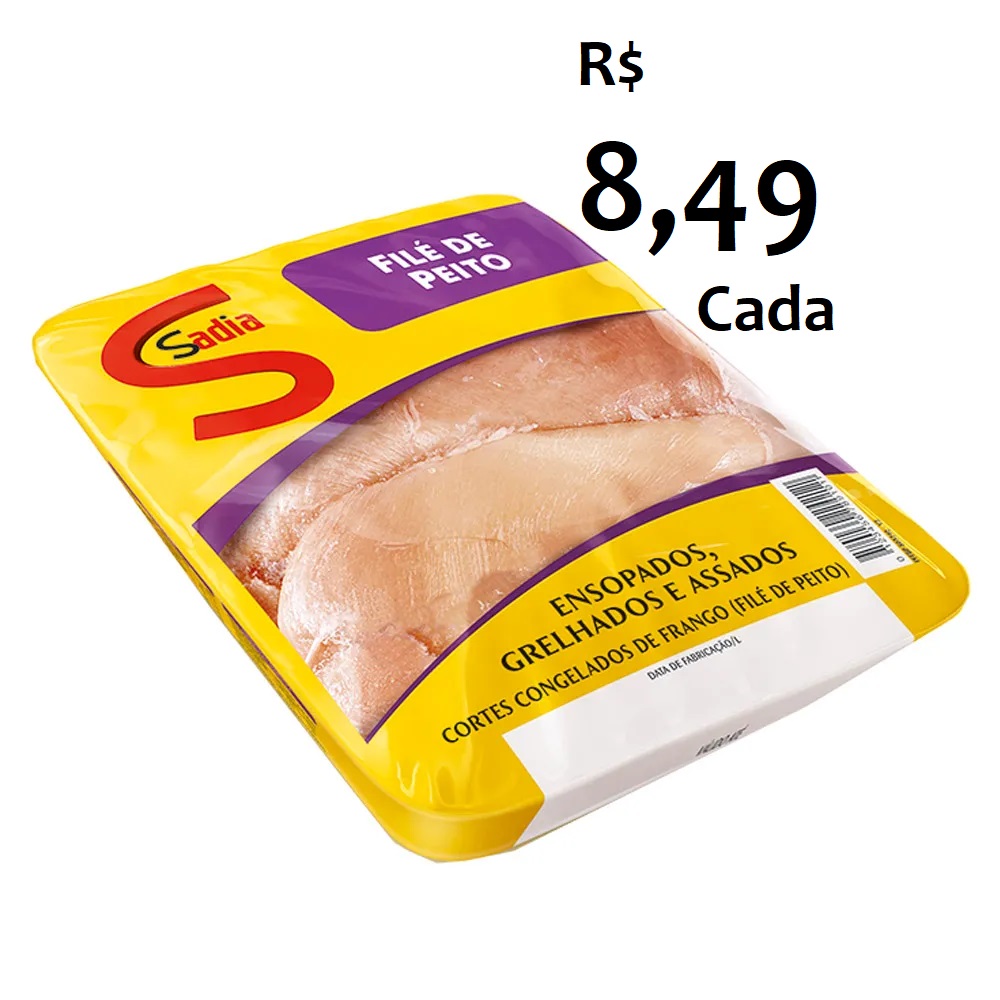 R$
8,49
Cada
FILÉ DE
PEITO
Sadia
ENSOPADOS,
GRELHADOS E ASSADOS
CORTES CONGELADOS DE FRANGO (FILÉ DE PEITO)
DATA DE FABRICAÇÃO/L